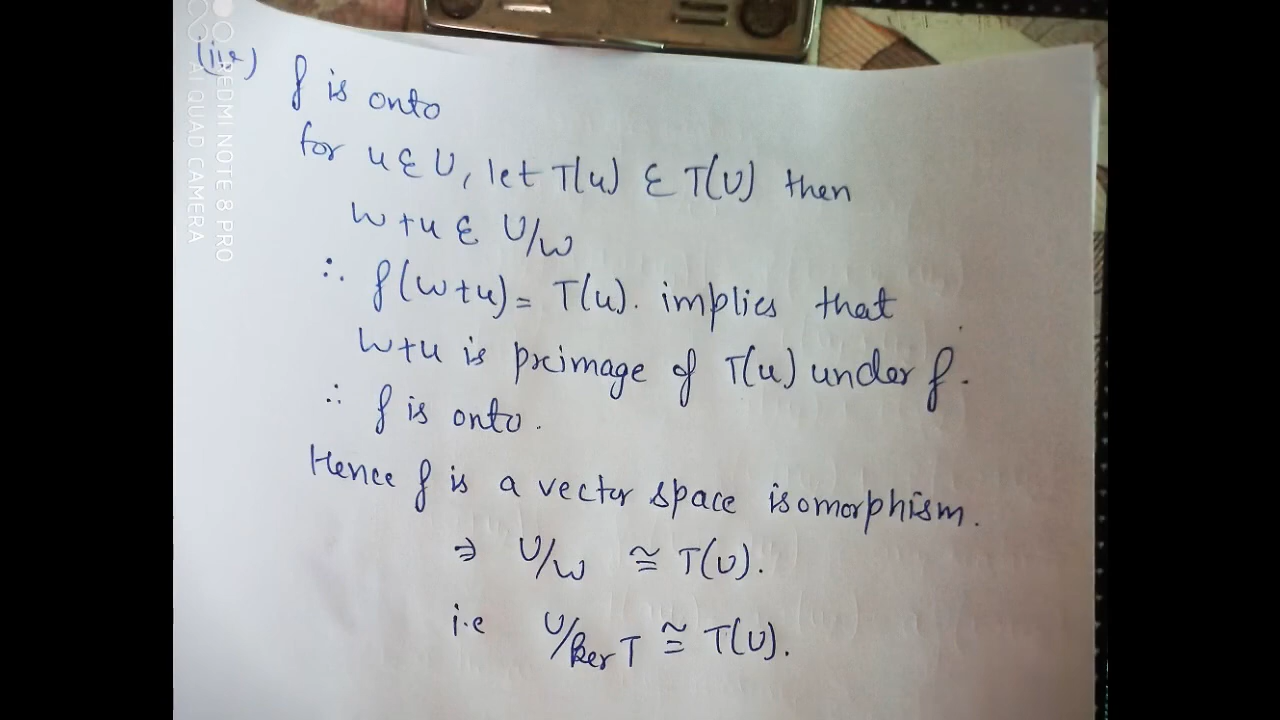 (iii) f is onto
for u ∈ U, let T(u) ∈ T(U) then
W+u ∈ U/W
∴ f(W+u) = T(u). implies that
W+u is preimage of T(u) under f.
∴ f is onto.
Hence f is a vector space isomorphism.
⇒ U/W ≅ T(U).
i.e U/ker T ≅ T(U).
REDMI NOTE 8 PRO
AI QUAD CAMERA